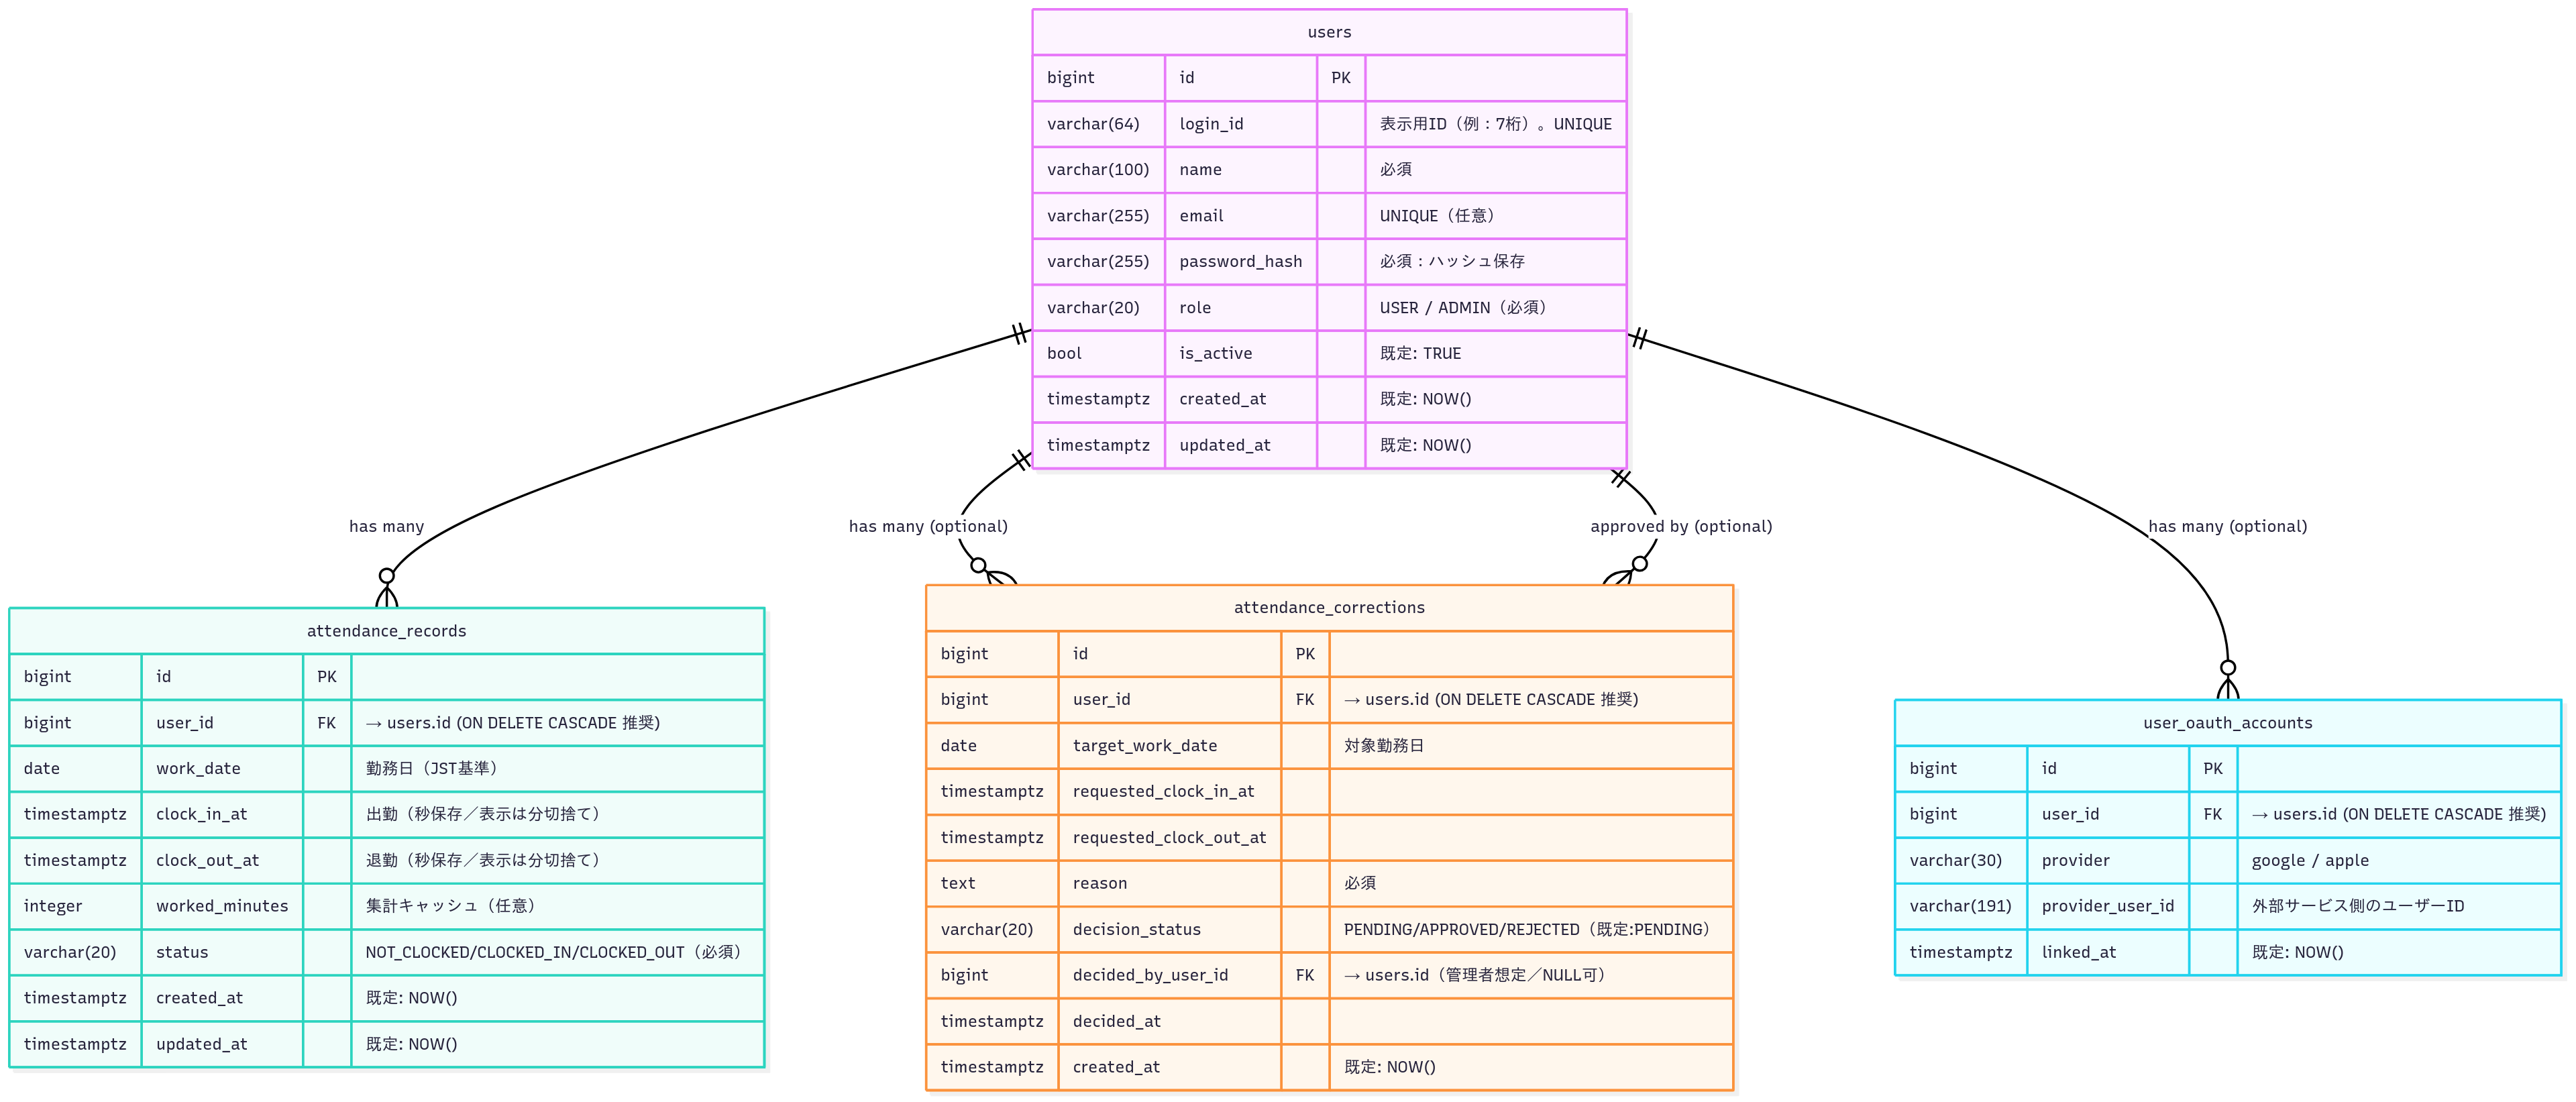 users
bigint id PK
varchar(64) login_id 表示用ID（例：7桁）。UNIQUE
varchar(100) name 必須
varchar(255) email UNIQUE（任意）
varchar(255) password_hash 必須：ハッシュ保存
varchar(20) role USER / ADMIN（必須）
bool is_active 既定: TRUE
timestamptz created_at 既定: NOW()
timestamptz updated_at 既定: NOW()
has many
has many (optional)
approved by (optional)
has many (optional)
attendance_records
bigint id PK
bigint user_id FK → users.id (ON DELETE CASCADE 推奨)
date work_date 勤務日（JST基準）
timestamptz clock_in_at 出勤（秒保存／表示は分切捨て）
timestamptz clock_out_at 退勤（秒保存／表示は分切捨て）
integer worked_minutes 集計キャッシュ（任意）
varchar(20) status NOT_CLOCKED/CLOCKED_IN/CLOCKED_OUT（必須）
timestamptz created_at 既定: NOW()
timestamptz updated_at 既定: NOW()
attendance_corrections
bigint id PK
bigint user_id FK → users.id (ON DELETE CASCADE 推奨)
date target_work_date 対象勤務日
timestamptz requested_clock_in_at
timestamptz requested_clock_out_at
text reason 必須
varchar(20) decision_status PENDING/APPROVED/REJECTED（既定:PENDING）
bigint decided_by_user_id FK → users.id（管理者想定／NULL可）
timestamptz decided_at
timestamptz created_at 既定: NOW()
user_oauth_accounts
bigint id PK
bigint user_id FK → users.id (ON DELETE CASCADE 推奨)
varchar(30) provider google / apple
varchar(191) provider_user_id 外部サービス側のユーザーID
timestamptz linked_at 既定: NOW()